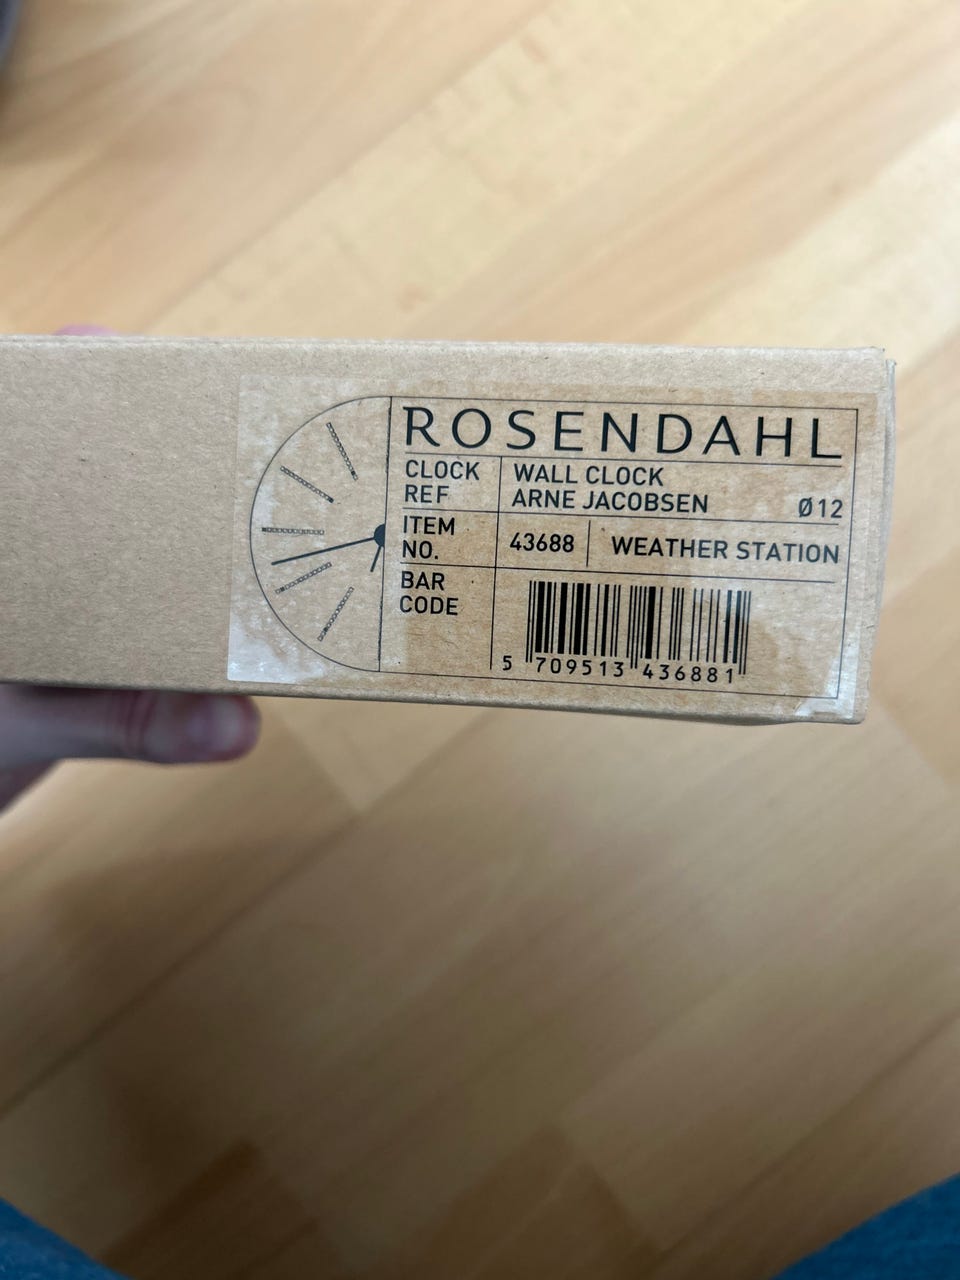 ROSENDAHL
CLOCK REF
WALL CLOCK
ARNE JACOBSEN Ø12
ITEM NO.
43688 WEATHER STATION
BAR CODE
5 709513 436881